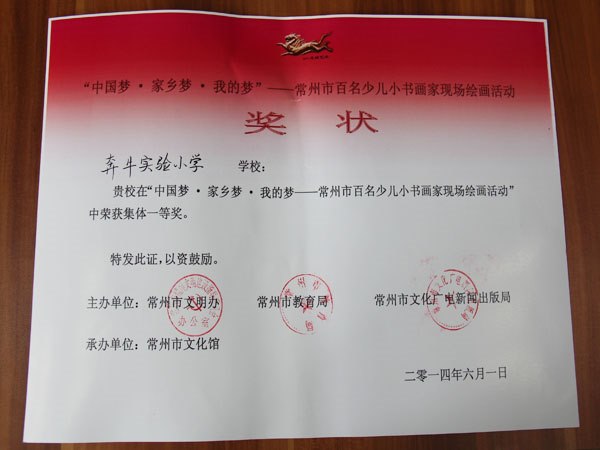 “中国梦·家乡梦·我的梦”——常州市百名少儿小书画家现场绘画活动
奖 状
奔牛实验小学 学校：
贵校在“中国梦·家乡梦·我的梦——常州市百名少儿小书画家现场绘画活动”
中荣获集体一等奖。
特发此证，以资鼓励。
主办单位：常州市文明办 常州市教育局 常州市文化广电新闻出版局
办公室
承办单位：常州市文化馆
二零一四年六月一日